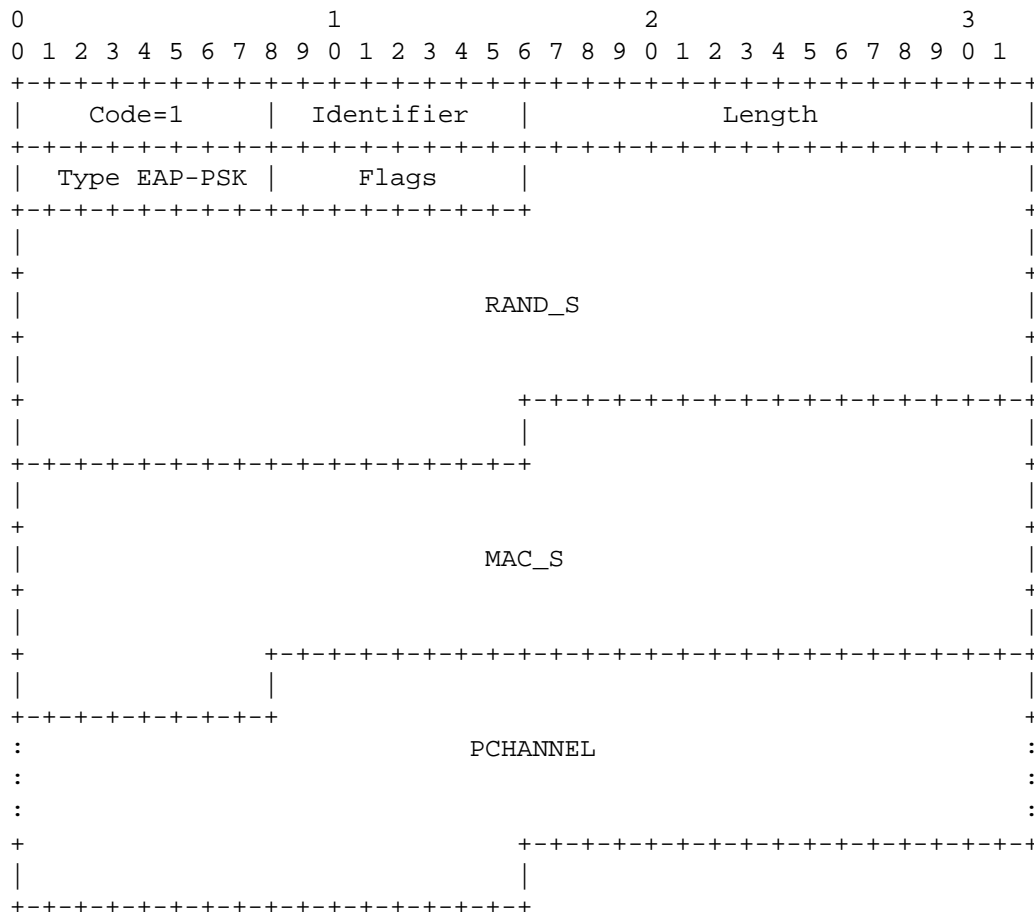 0                   1                   2                   3
0 1 2 3 4 5 6 7 8 9 0 1 2 3 4 5 6 7 8 9 0 1 2 3 4 5 6 7 8 9 0 1
+-+-+-+-+-+-+-+-+-+-+-+-+-+-+-+-+-+-+-+-+-+-+-+-+-+-+-+-+-+-+-+-+
|    Code=1     |  Identifier   |            Length             |
+-+-+-+-+-+-+-+-+-+-+-+-+-+-+-+-+-+-+-+-+-+-+-+-+-+-+-+-+-+-+-+-+
|  Type EAP-PSK |     Flags     |                               |
+-+-+-+-+-+-+-+-+-+-+-+-+-+-+-+-+                               +
|                                                               |
+                                                               +
|                             RAND_S                            |
+                                                               +
|                                                               |
+                               +-+-+-+-+-+-+-+-+-+-+-+-+-+-+-+-+
|                               |                               |
+-+-+-+-+-+-+-+-+-+-+-+-+-+-+-+-+                               +
|                                                               |
+                                                               +
|                             MAC_S                             |
+                                                               +
|                                                               |
+               +-+-+-+-+-+-+-+-+-+-+-+-+-+-+-+-+-+-+-+-+-+-+-+-+
|               |                                               |
+-+-+-+-+-+-+-+-+                                               +
:                            PCHANNEL                           :
:                                                               :
:                                                               :
+                               +-+-+-+-+-+-+-+-+-+-+-+-+-+-+-+-+
|                               |
+-+-+-+-+-+-+-+-+-+-+-+-+-+-+-+-+